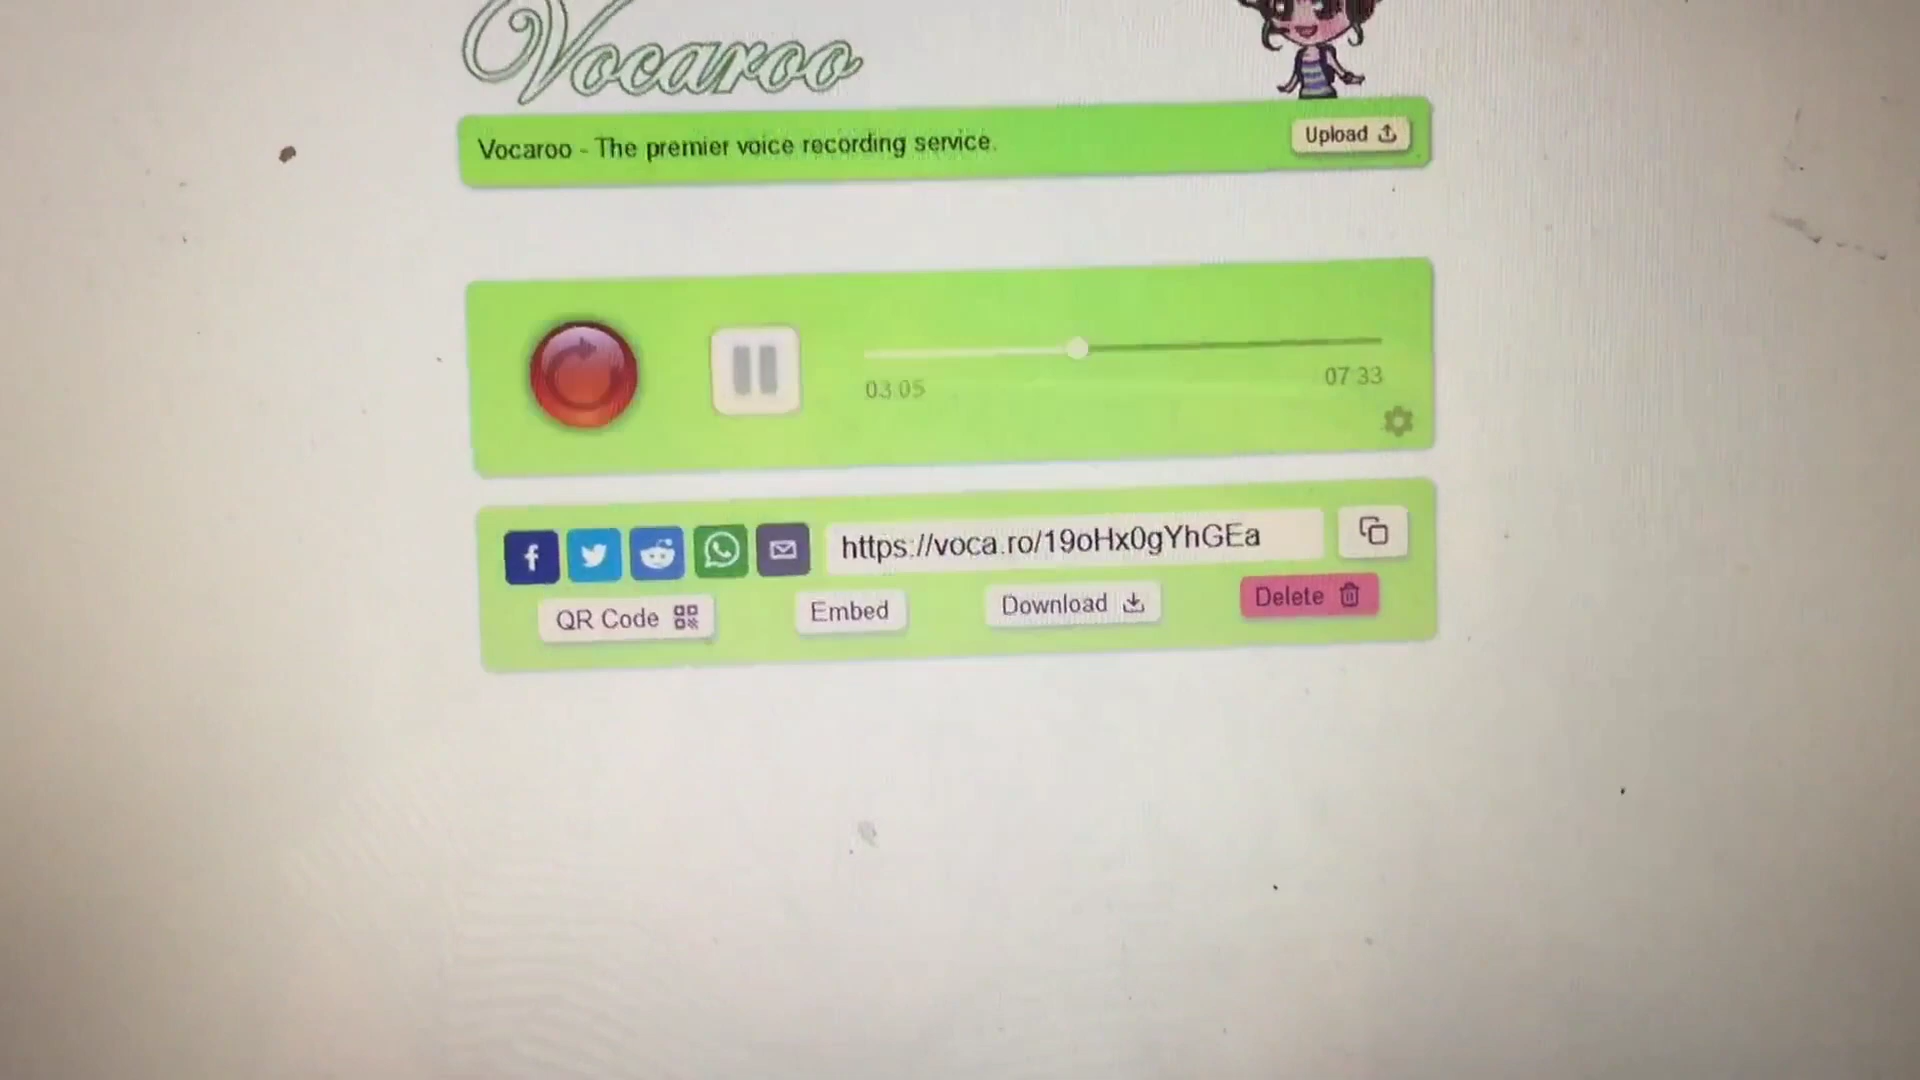 Vocaroo
Vocaroo - The premier voice recording service.
Upload
03:05
07:33
https://voca.ro/19oHx0gYhGEa
QR Code
Embed
Download
Delete